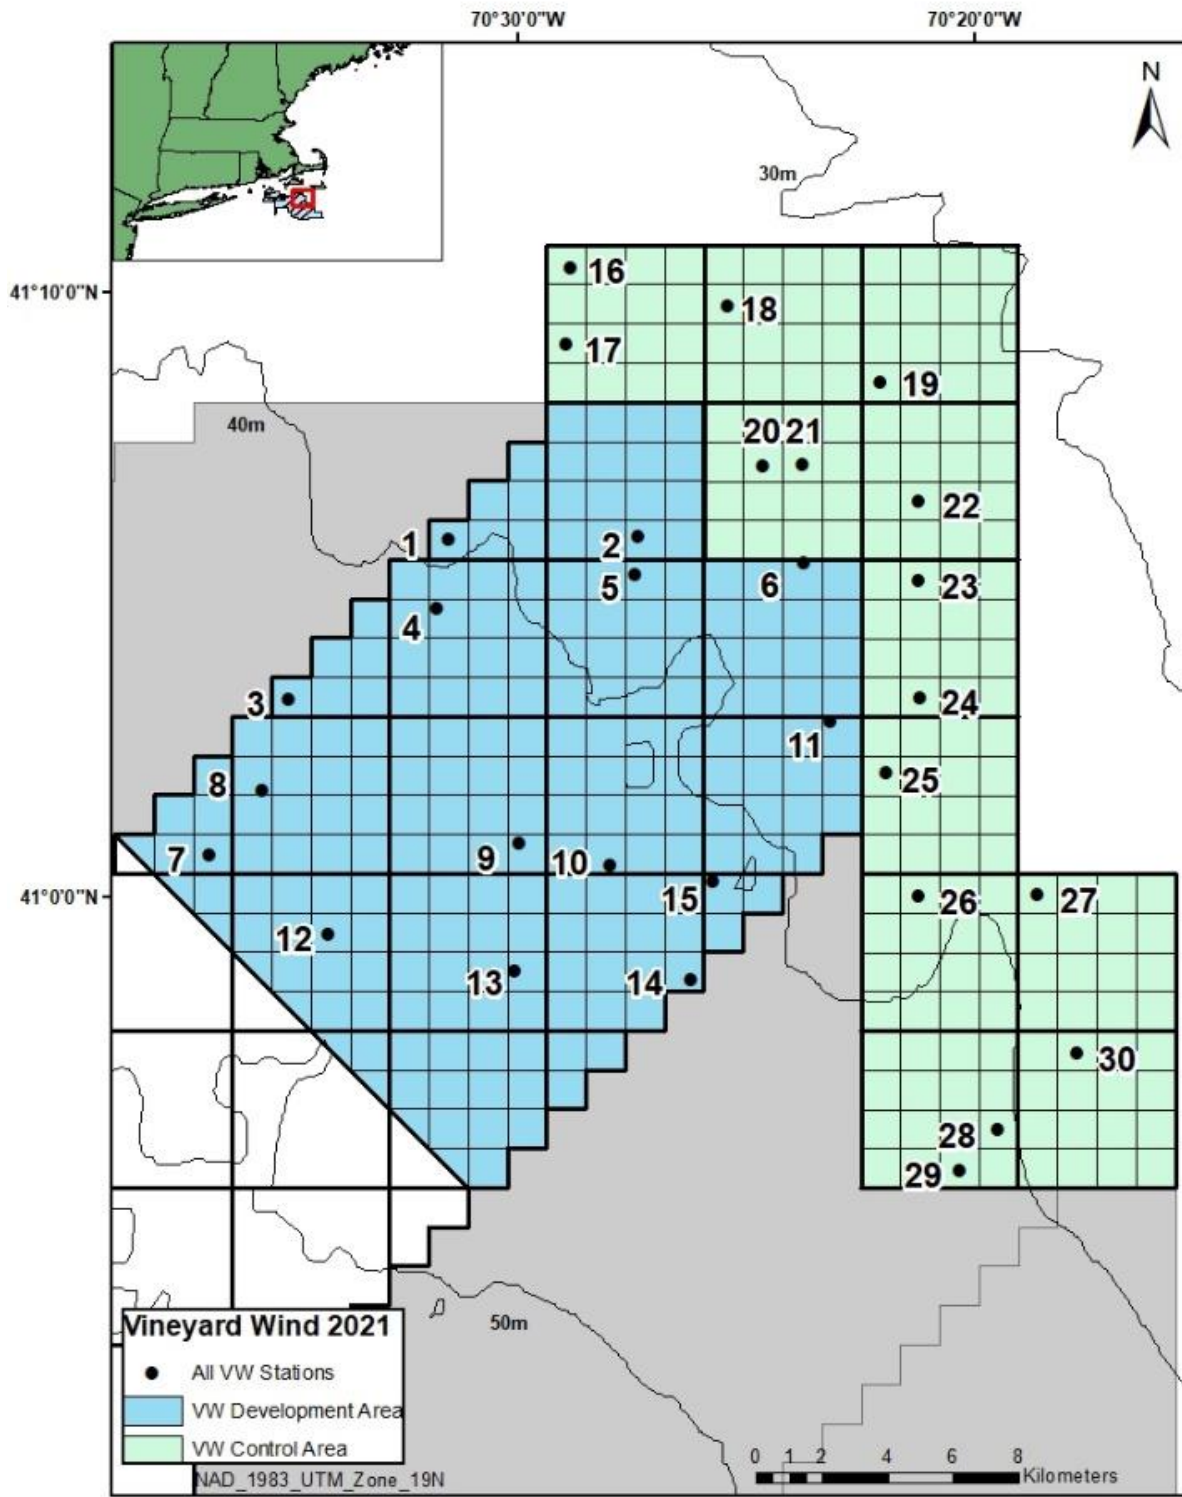 70°30'0"W 70°20'0"W
N
30m
41°10'0"N
16
18
17
19
40m
20 21
22
1
2
5
6
23
4
3
24
11
25
8
7
9
10
15
41°0'0"N
26
27
12
13
14
30
28
29
50m
Vineyard Wind 2021
All VW Stations
VW Development Area
VW Control Area
NAD_1983_UTM_Zone_19N
0 1 2 4 6 8
Kilometers